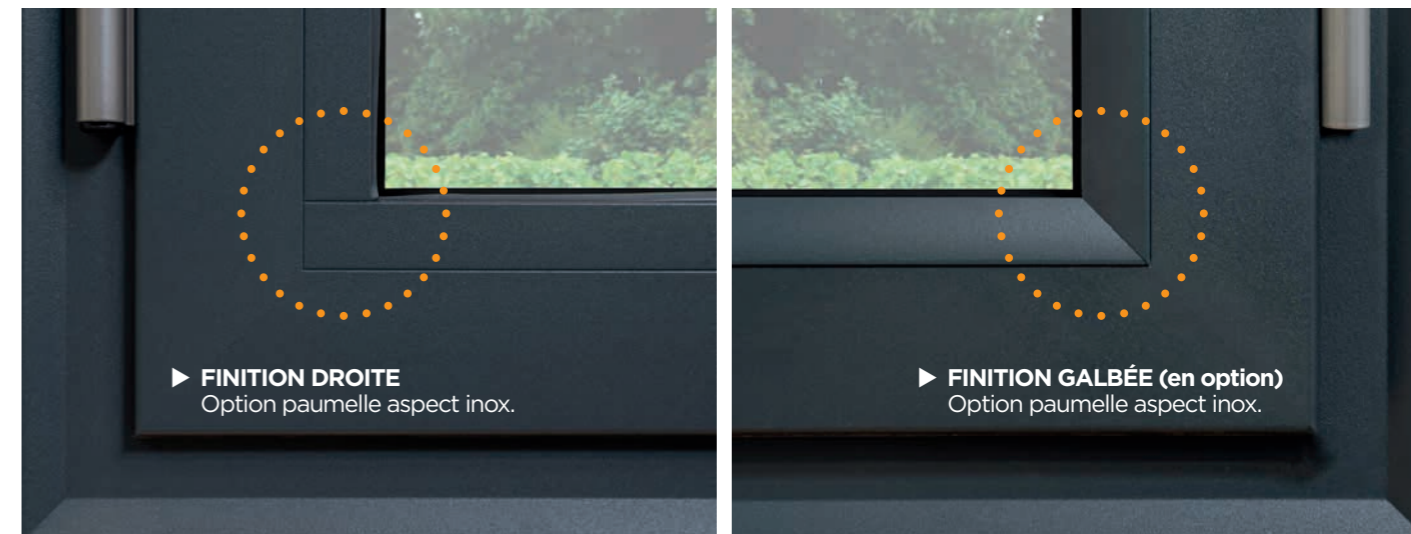 ▶ FINITION DROITE
Option paumelle aspect inox.
▶ FINITION GALBÉE (en option)
Option paumelle aspect inox.